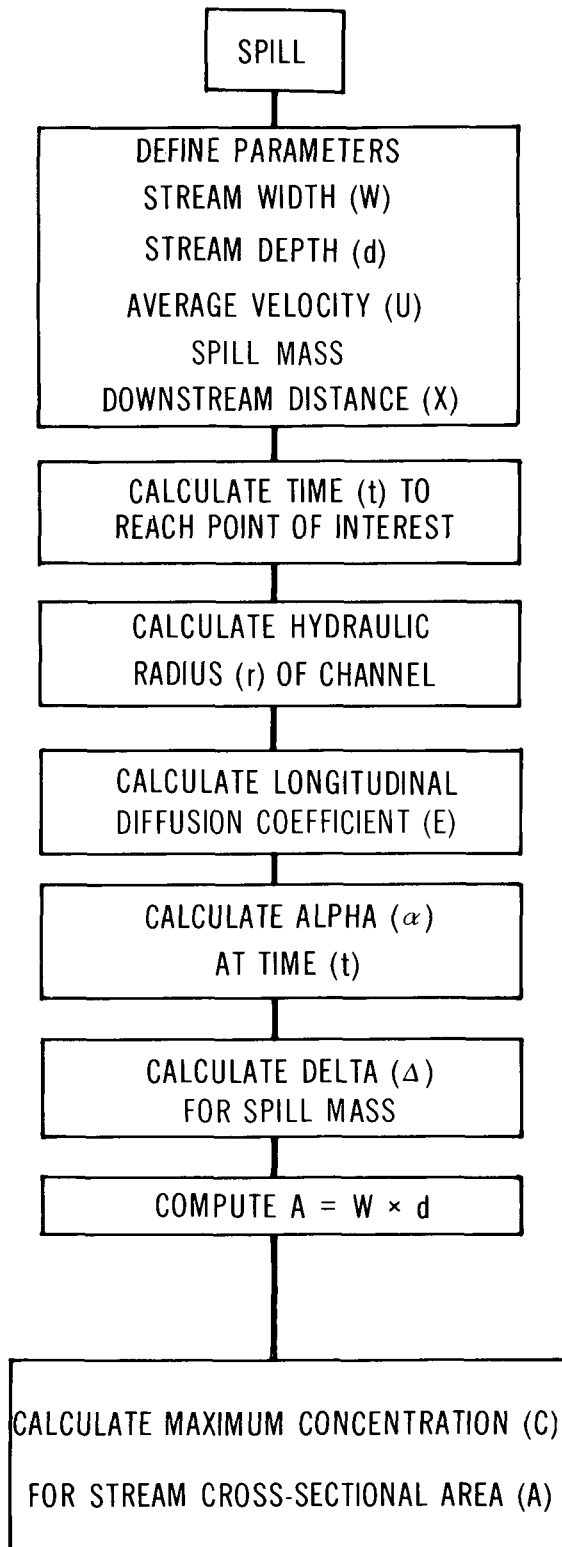 SPILL
DEFINE PARAMETERS
STREAM WIDTH (W)
STREAM DEPTH (d)
AVERAGE VELOCITY (U)
SPILL MASS
DOWNSTREAM DISTANCE (X)
CALCULATE TIME (t) TO
REACH POINT OF INTEREST
CALCULATE HYDRAULIC
RADIUS (r) OF CHANNEL
CALCULATE LONGITUDINAL
DIFFUSION COEFFICIENT (E)
CALCULATE ALPHA (α)
AT TIME (t)
CALCULATE DELTA (Δ)
FOR SPILL MASS
COMPUTE A = W × d
CALCULATE MAXIMUM CONCENTRATION (C)
FOR STREAM CROSS-SECTIONAL AREA (A)